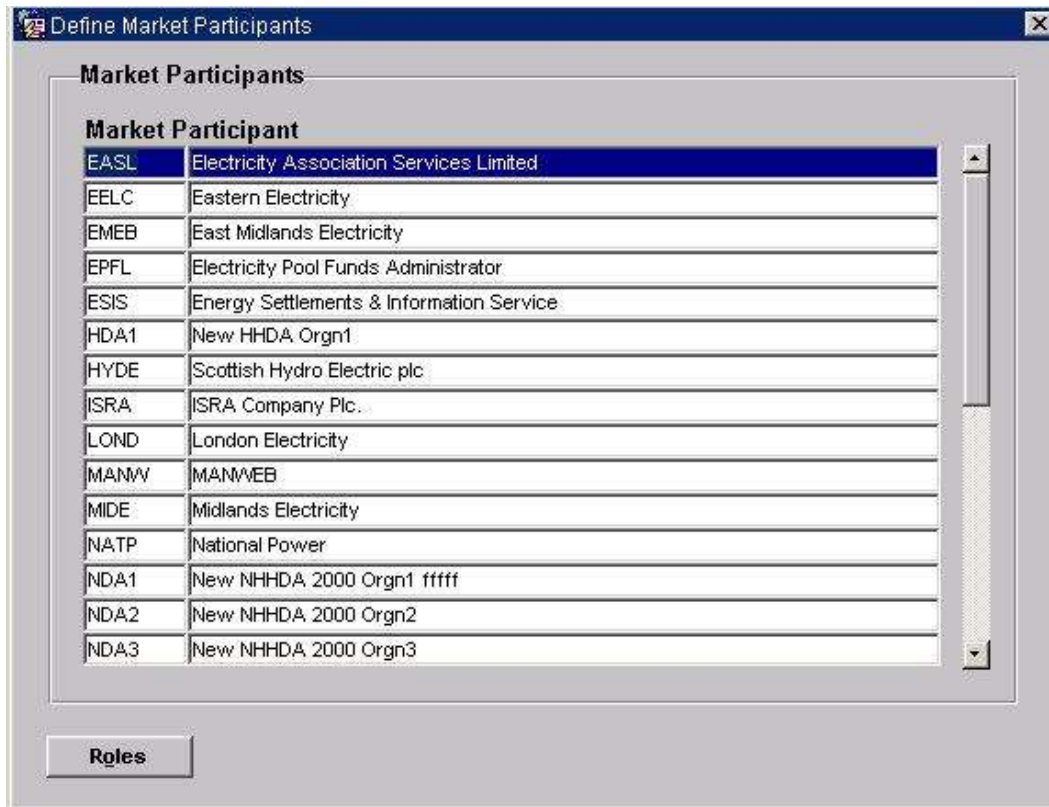 Define Market Participants
Market Participants
Market Participant
EASL Electricity Association Services Limited
EELC Eastern Electricity
EMEB East Midlands Electricity
EPFL Electricity Pool Funds Administrator
ESIS Energy Settlements & Information Service
HDA1 New HHDA Orgn1
HYDE Scottish Hydro Electric plc
ISRA ISRA Company Plc.
LOND London Electricity
MANW MANWEB
MIDE Midlands Electricity
NATP National Power
NDA1 New NHHDA 2000 Orgn1 fffff
NDA2 New NHHDA 2000 Orgn2
NDA3 New NHHDA 2000 Orgn3
Roles